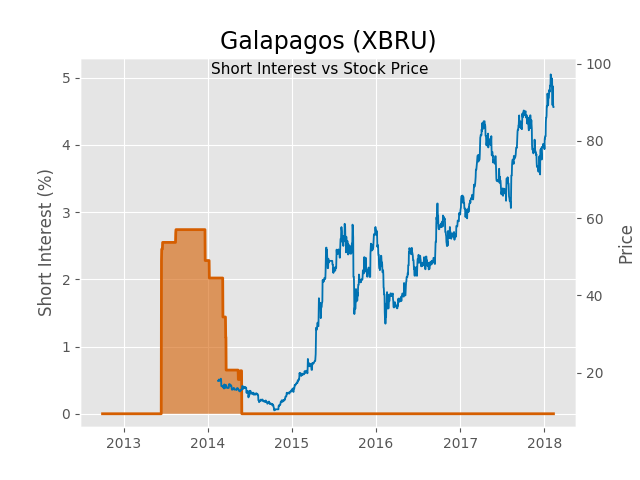 Galapagos (XBRU)
Short Interest vs Stock Price
Short Interest (%)
5
4
3
2
1
0
100
80
60
40
20
Price
2013 2014 2015 2016 2017 2018